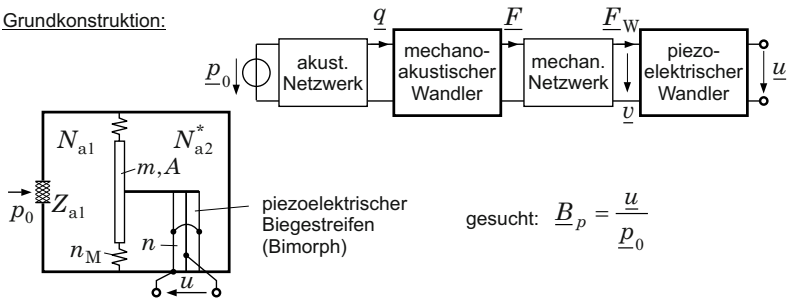 Grundkonstruktion:
q F F_W
p_0 akust. Netzwerk
mechano-
akustischer
Wandler
mechan.
Netzwerk
piezo-
elektrischer
Wandler
u
v
N_a1 N*_a2
m, A
p_0 Z_a1
n_M n
u
piezoelektrischer
Biegestreifen
(Bimorph)
gesucht: B_p = u / p_0